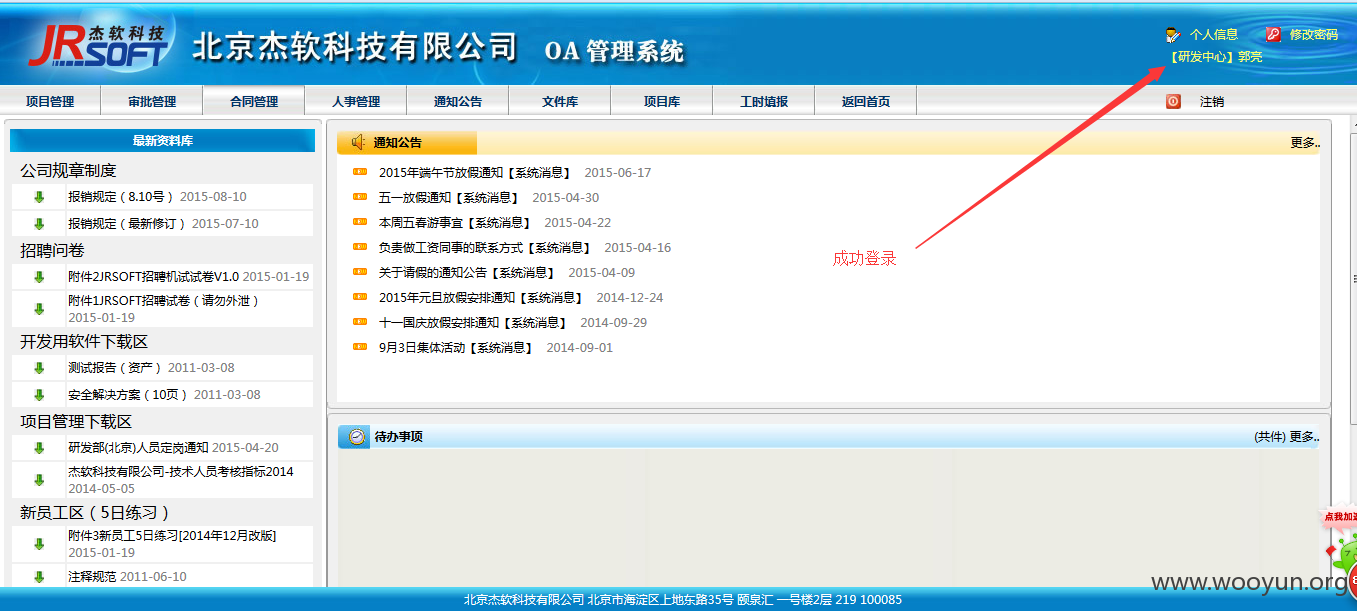 JRSOFT 杰软科技
北京杰软科技有限公司 OA 管理系统
个人信息 修改密码
【研发中心】郭亮
项目管理 审批管理 合同管理 人事管理 通知公告 文件库 项目库 工时填报 返回首页 注销
最新资料库
公司规章制度
报销规定（8.10号）2015-08-10
报销规定（最新修订）2015-07-10
招聘问卷
附件2JRSOFT招聘机试试卷V1.0 2015-01-19
附件1JRSOFT招聘试卷（请勿外泄）
2015-01-19
开发用软件下载区
测试报告（资产）2011-03-08
安全解决方案（10页）2011-03-08
项目管理下载区
研发部(北京)人员定岗通知 2015-04-20
杰软科技有限公司-技术人员考核指标2014
2014-05-05
新员工区（5日练习）
附件3新员工5日练习[2014年12月改版]
2015-01-19
注释规范 2011-06-10
通知公告 更多..
2015年端午节放假通知【系统消息】 2015-06-17
五一放假通知【系统消息】 2015-04-30
本周五春游事宜【系统消息】 2015-04-22
负责做工资同事的联系方式【系统消息】 2015-04-16
关于请假的通知公告【系统消息】 2015-04-09
2015年元旦放假安排通知【系统消息】 2014-12-24
十一国庆放假安排通知【系统消息】 2014-09-29
9月3日集体活动【系统消息】 2014-09-01
成功登录
待办事项 (共件) 更多..
点我加速
www.wooyun.org
北京杰软科技有限公司 北京市海淀区上地东路35号 颐泉汇 一号楼2层 219 100085